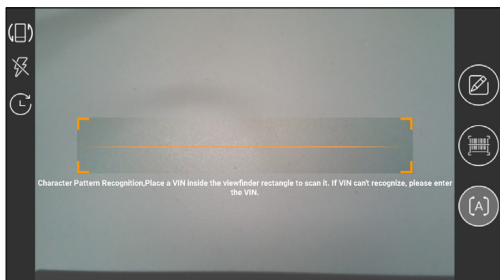 Character Pattern Recognition,Place a VIN inside the viewfinder rectangle to scan it. If VIN can't recognize, please enter
the VIN.
[A]